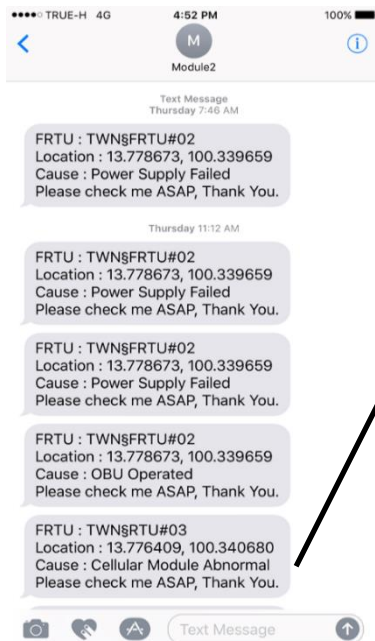 TRUE-H 4G 4:52 PM 100%
M
Module2
Text Message
Thursday 7:46 AM
FRTU : TWN§FRTU#02
Location : 13.778673, 100.339659
Cause : Power Supply Failed
Please check me ASAP, Thank You.
Thursday 11:12 AM
FRTU : TWN§FRTU#02
Location : 13.778673, 100.339659
Cause : Power Supply Failed
Please check me ASAP, Thank You.
FRTU : TWN§FRTU#02
Location : 13.778673, 100.339659
Cause : Power Supply Failed
Please check me ASAP, Thank You.
FRTU : TWN§FRTU#02
Location : 13.778673, 100.339659
Cause : OBU Operated
Please check me ASAP, Thank You.
FRTU : TWN§RTU#03
Location : 13.776409, 100.340680
Cause : Cellular Module Abnormal
Please check me ASAP, Thank You.
Text Message